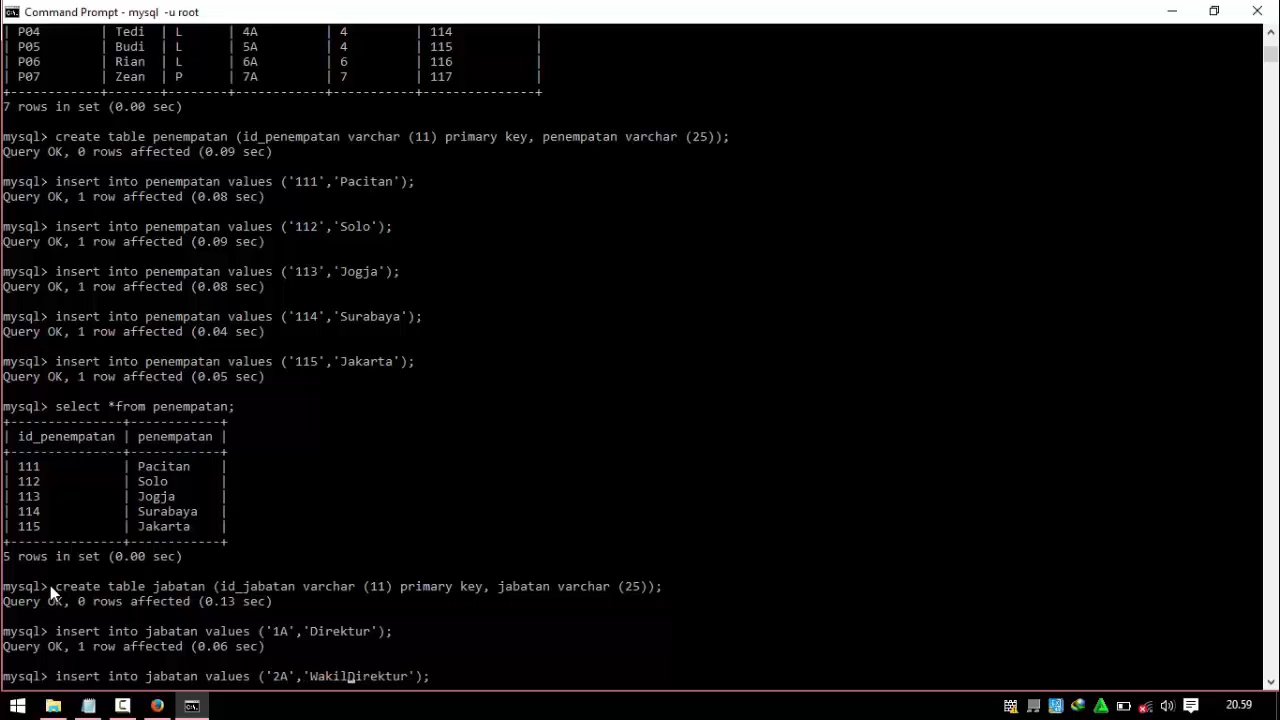 Command Prompt - mysql -u root
| P04 | Tedi | L | 4A | 4 | 114 |
| P05 | Budi | L | 5A | 4 | 115 |
| P06 | Rian | L | 6A | 6 | 116 |
| P07 | Zean | P | 7A | 7 | 117 |
7 rows in set (0.00 sec)
mysql> create table penempatan (id_penempatan varchar (11) primary key, penempatan varchar (25));
Query OK, 0 rows affected (0.09 sec)
mysql> insert into penempatan values ('111','Pacitan');
Query OK, 1 row affected (0.08 sec)
mysql> insert into penempatan values ('112','Solo');
Query OK, 1 row affected (0.09 sec)
mysql> insert into penempatan values ('113','Jogja');
Query OK, 1 row affected (0.08 sec)
mysql> insert into penempatan values ('114','Surabaya');
Query OK, 1 row affected (0.04 sec)
mysql> insert into penempatan values ('115','Jakarta');
Query OK, 1 row affected (0.05 sec)
mysql> select *from penempatan;
| id_penempatan | penempatan |
| 111 | Pacitan |
| 112 | Solo |
| 113 | Jogja |
| 114 | Surabaya |
| 115 | Jakarta |
5 rows in set (0.00 sec)
mysql> create table jabatan (id_jabatan varchar (11) primary key, jabatan varchar (25));
Query OK, 0 rows affected (0.13 sec)
mysql> insert into jabatan values ('1A','Direktur');
Query OK, 1 row affected (0.06 sec)
mysql> insert into jabatan values ('2A','WakilDirektur');
20.59